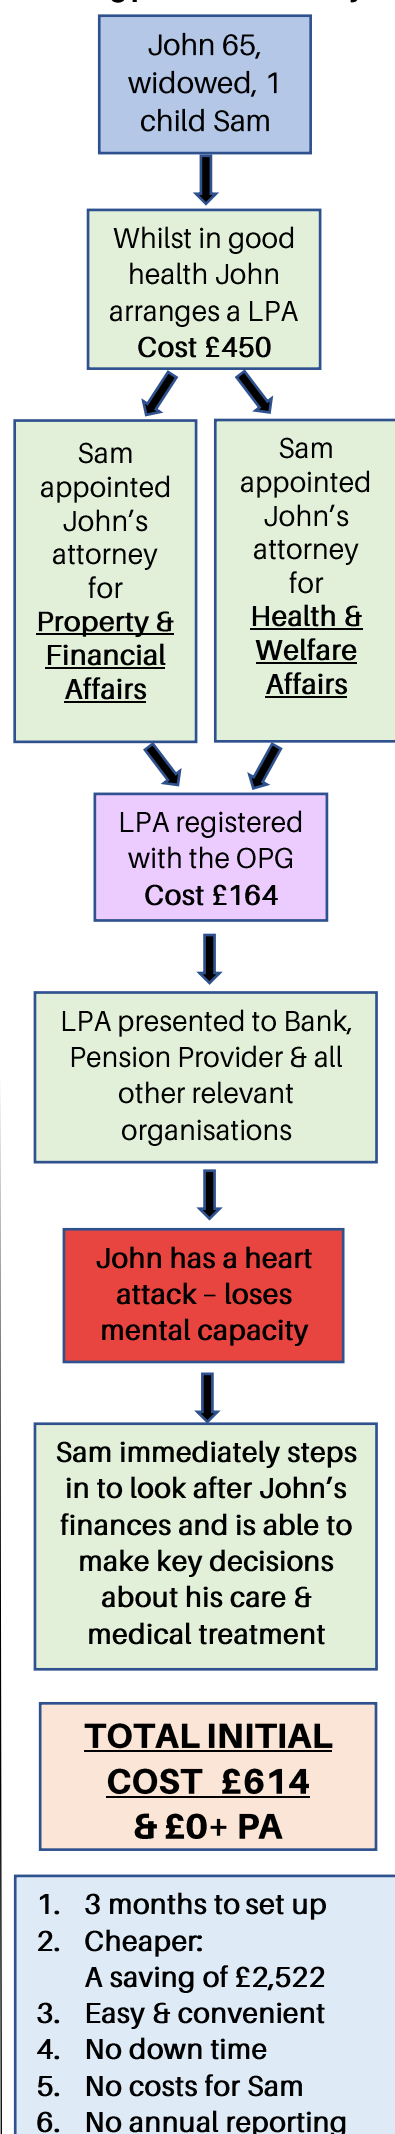 John 65,
widowed, 1
child Sam
Whilst in good
health John
arranges a LPA
Cost £450
Sam
appointed
John's
attorney
for
Property &
Financial
Affairs
Sam
appointed
John's
attorney
for
Health &
Welfare
Affairs
LPA registered
with the OPG
Cost £164
LPA presented to Bank,
Pension Provider & all
other relevant
organisations
John has a heart
attack – loses
mental capacity
Sam immediately steps
in to look after John's
finances and is able to
make key decisions
about his care &
medical treatment
TOTAL INITIAL
COST £614
& £0+ PA
1. 3 months to set up
2. Cheaper:
A saving of £2,522
3. Easy & convenient
4. No down time
5. No costs for Sam
6. No annual reporting